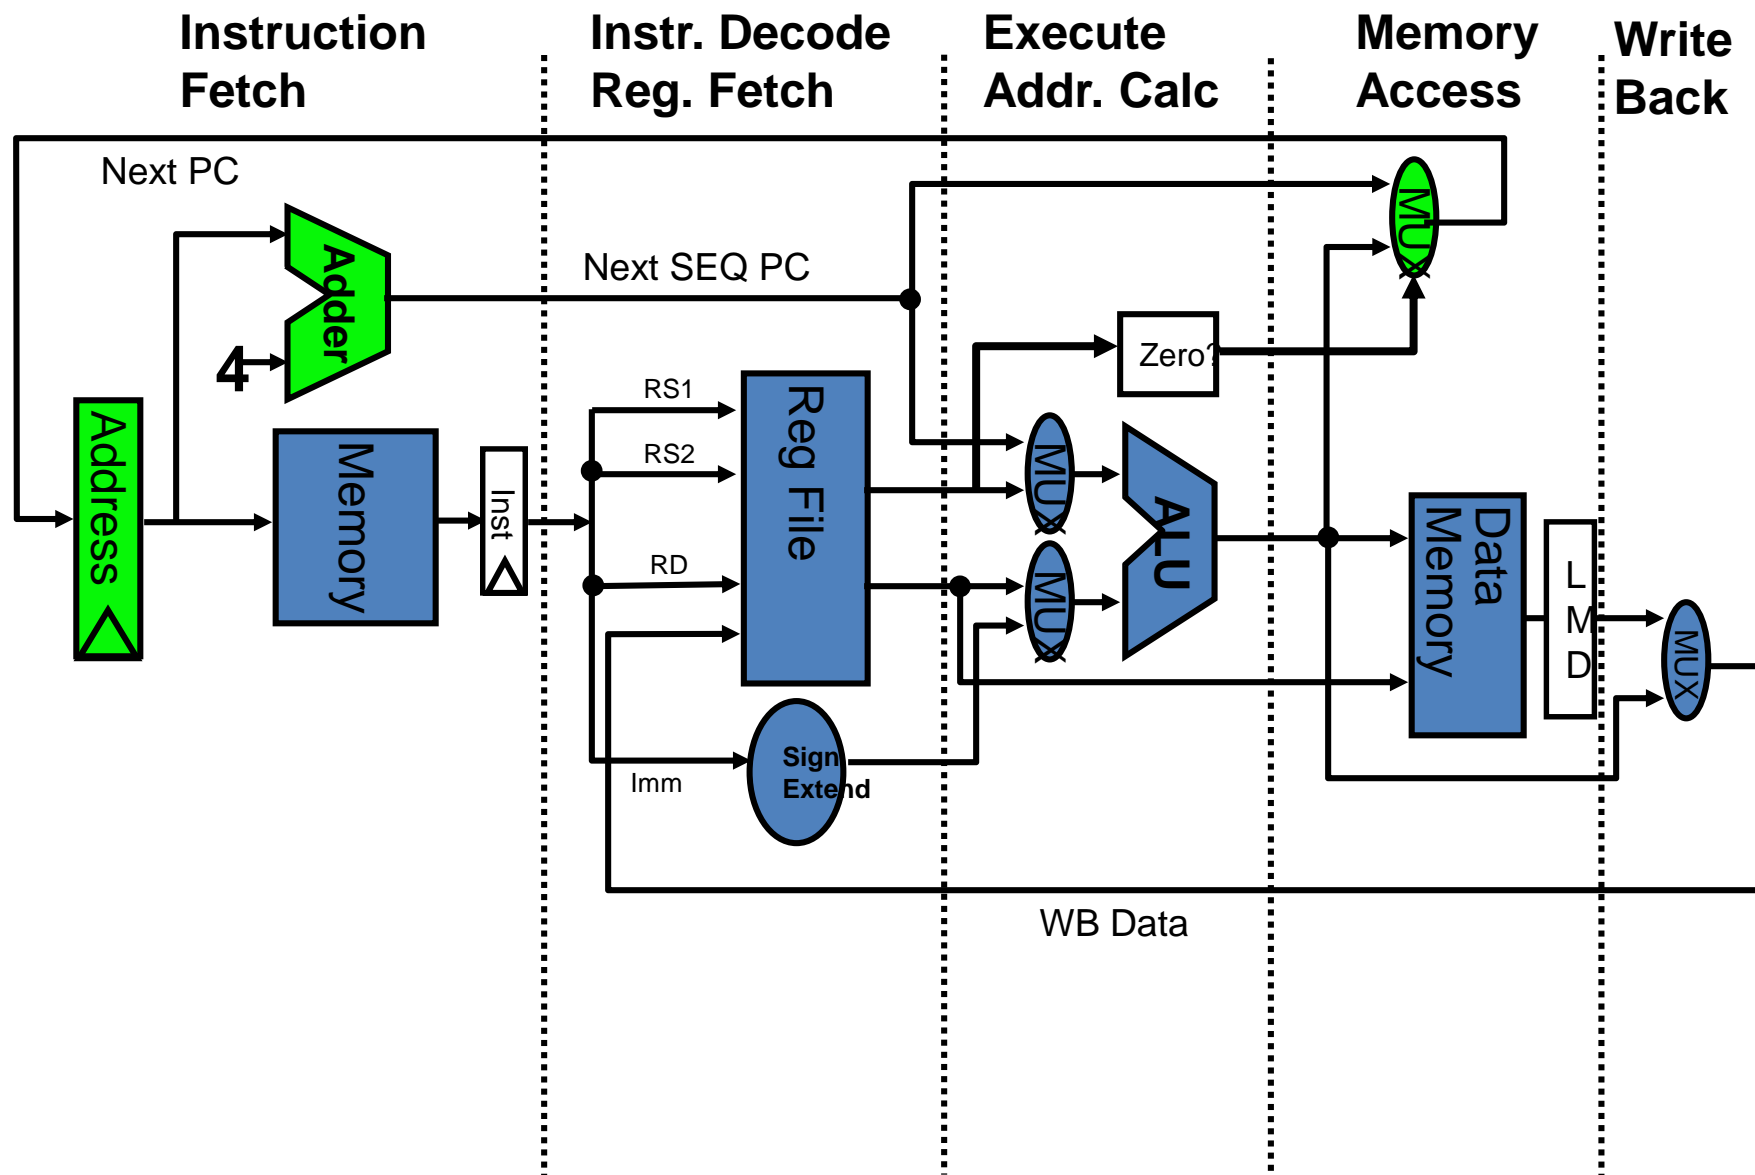 Instruction
Fetch
Instr. Decode
Reg. Fetch
Execute
Addr. Calc
Memory
Access
Write
Back
Next PC
Adder
4
Next SEQ PC
MUX
Zero?
Address
Memory
Inst
RS1
RS2
RD
Imm
Reg File
Sign
Extend
MUX
MUX
ALU
Data
Memory
L
M
D
MUX
WB Data